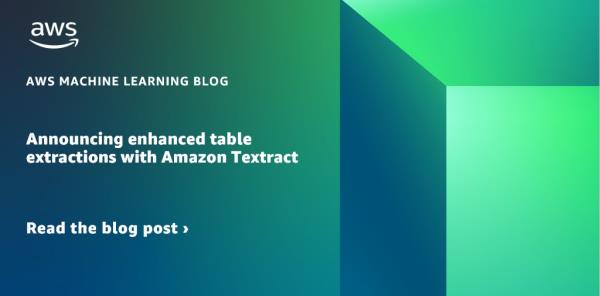 aws
AWS MACHINE LEARNING BLOG
Announcing enhanced table
extractions with Amazon Textract
Read the blog post ›